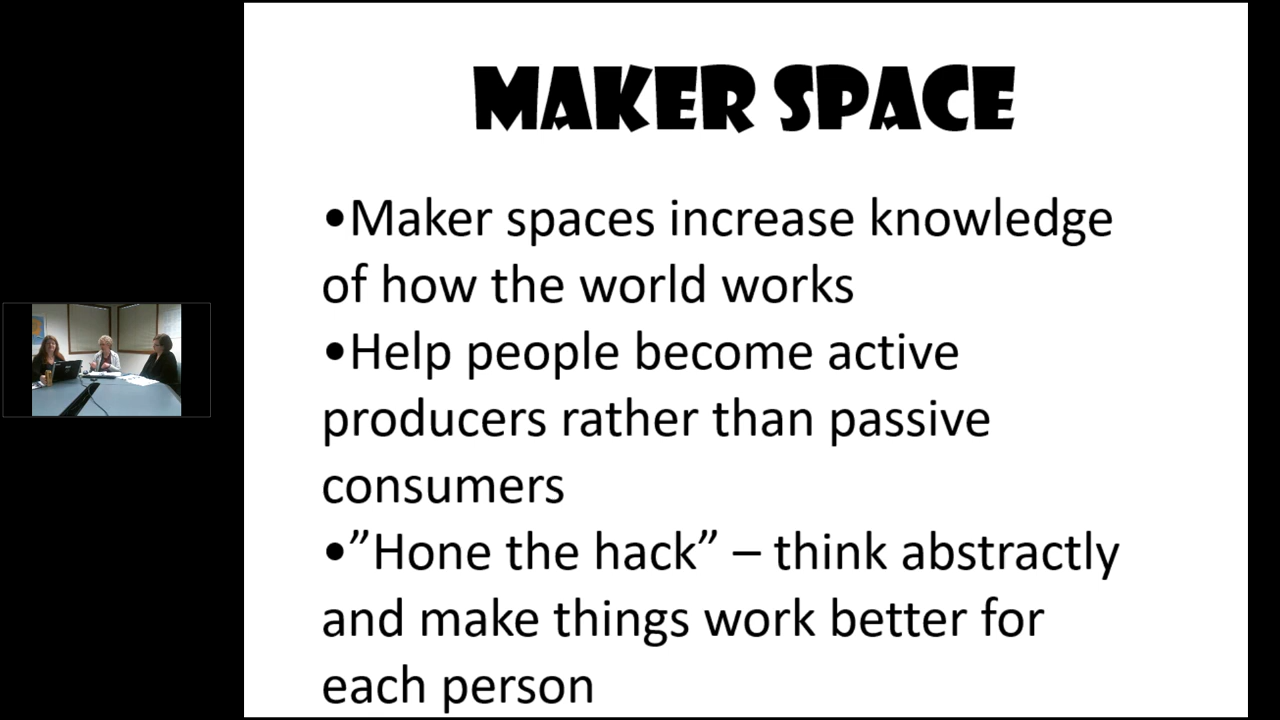 MAKER SPACE
•Maker spaces increase knowledge
of how the world works
•Help people become active
producers rather than passive
consumers
•”Hone the hack” – think abstractly
and make things work better for
each person